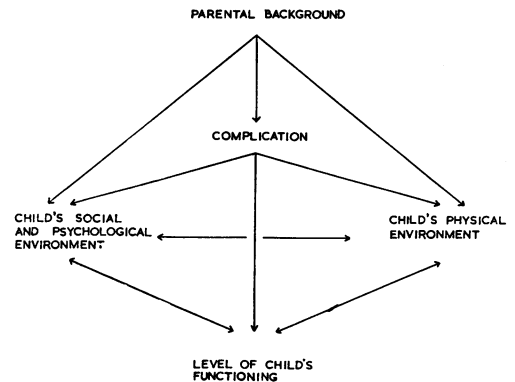 PARENTAL BACKGROUND
COMPLICATION
CHILD'S SOCIAL
AND PSYCHOLOGICAL
ENVIRONMENT
CHILD'S PHYSICAL
ENVIRONMENT
LEVEL OF CHILD'S
FUNCTIONING